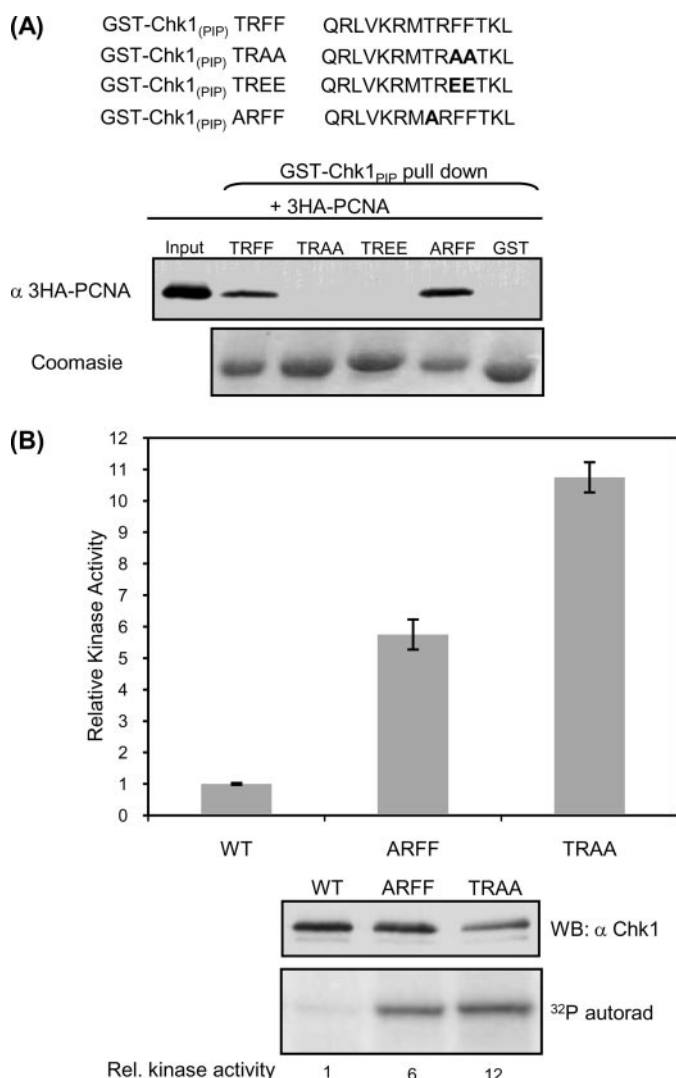 (A)
GST-Chk1(PIP) TRFF QRLVKRMTRFFTKL
GST-Chk1(PIP) TRAA QRLVKRMTRAATKL
GST-Chk1(PIP) TREE QRLVKRMTREETKL
GST-Chk1(PIP) ARFF QRLVKRMARFFTKL
GST-Chk1PIP pull down
+ 3HA-PCNA
Input TRFF TRAA TREE ARFF GST
α 3HA-PCNA
Coomasie
(B)
Relative Kinase Activity
12
11
10
9
8
7
6
5
4
3
2
1
0
WT ARFF TRAA
WT ARFF TRAA
WB: α Chk1
32P autorad
Rel. kinase activity 1 6 12